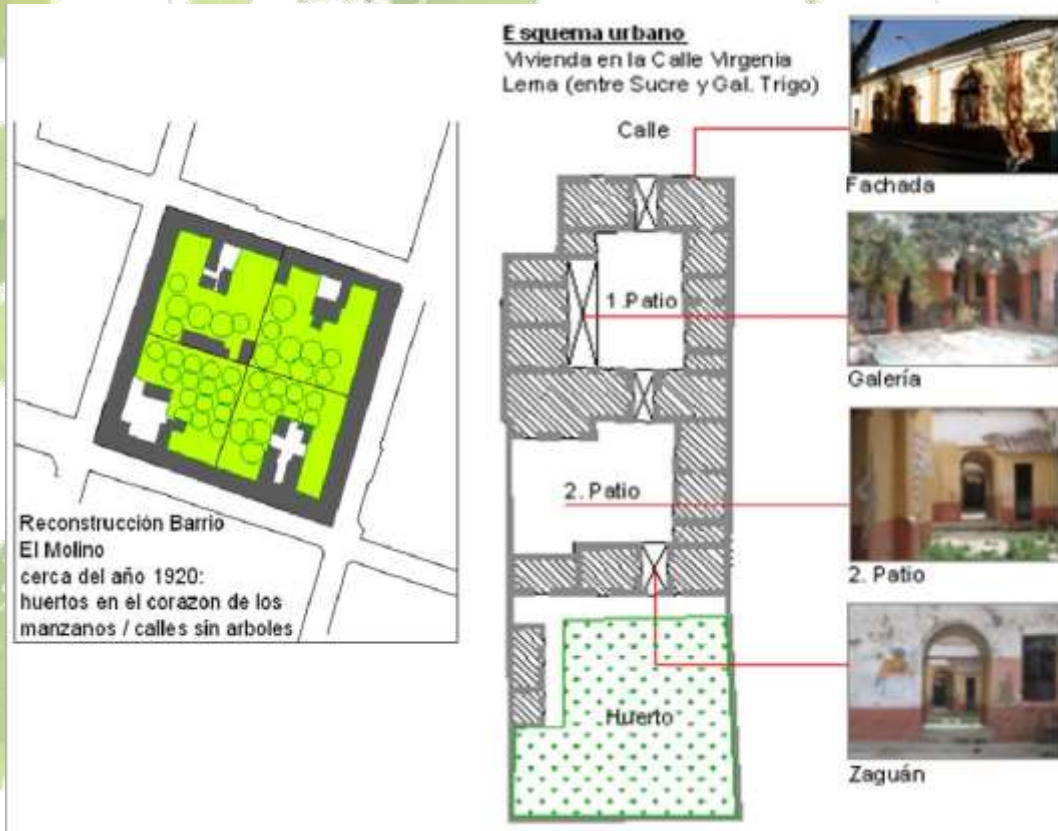 Esquema urbano
Vivienda en la Calle Virgenia
Lema (entre Sucre y Gal. Trigo)
Calle
Fachada
1.Patio
Galería
2. Patio
2. Patio
Huerto
Zaguán
Reconstrucción Barrio
El Molino
cerca del año 1920:
huertos en el corazon de los
manzanos / calles sin arboles